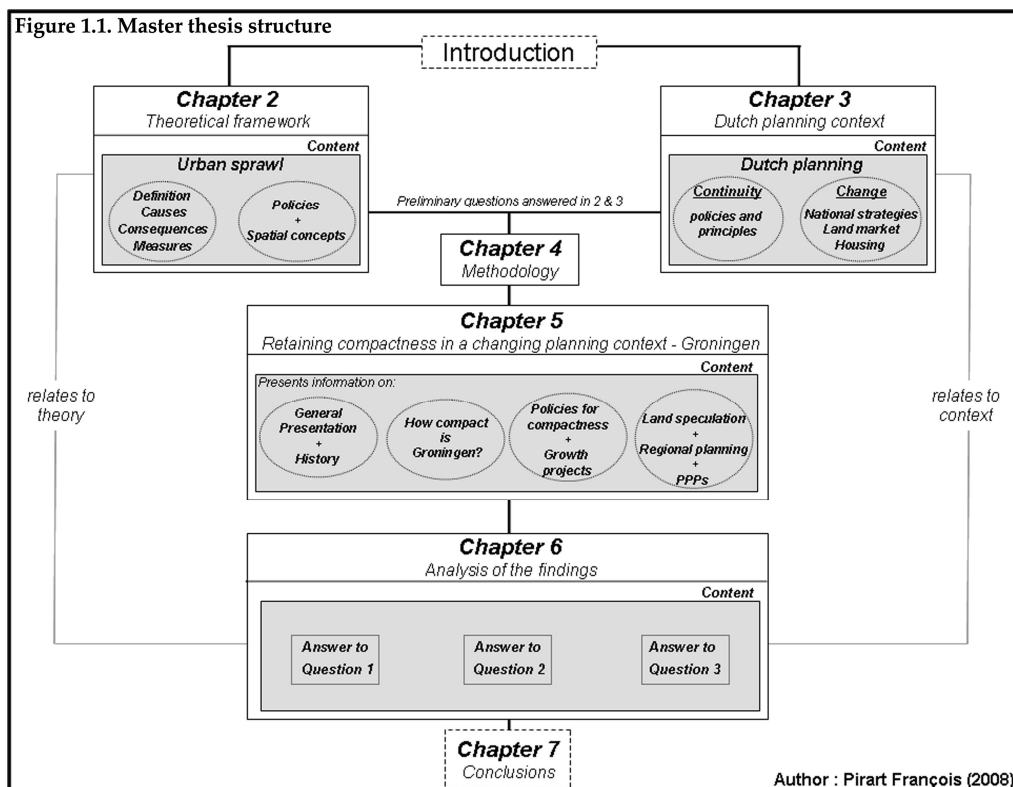 Figure 1.1. Master thesis structure
Introduction
Chapter 2
Theoretical framework
Content
Urban sprawl
Definition
Causes
Consequences
Measures
Policies
+
Spatial concepts
Chapter 3
Dutch planning context
Content
Dutch planning
Continuity
policies and
principles
Change
National strategies
Land market
Housing
Preliminary questions answered in 2 & 3
Chapter 4
Methodology
Chapter 5
Retaining compactness in a changing planning context - Groningen
Content
Presents information on:
General
Presentation
+
History
How compact
is
Groningen?
Policies for
compactness
+
Growth
projects
Land speculation
+
Regional planning
+
PPPs
relates to
theory
relates to
context
Chapter 6
Analysis of the findings
Content
Answer to
Question 1
Answer to
Question 2
Answer to
Question 3
Chapter 7
Conclusions
Author : Pirart François (2008)